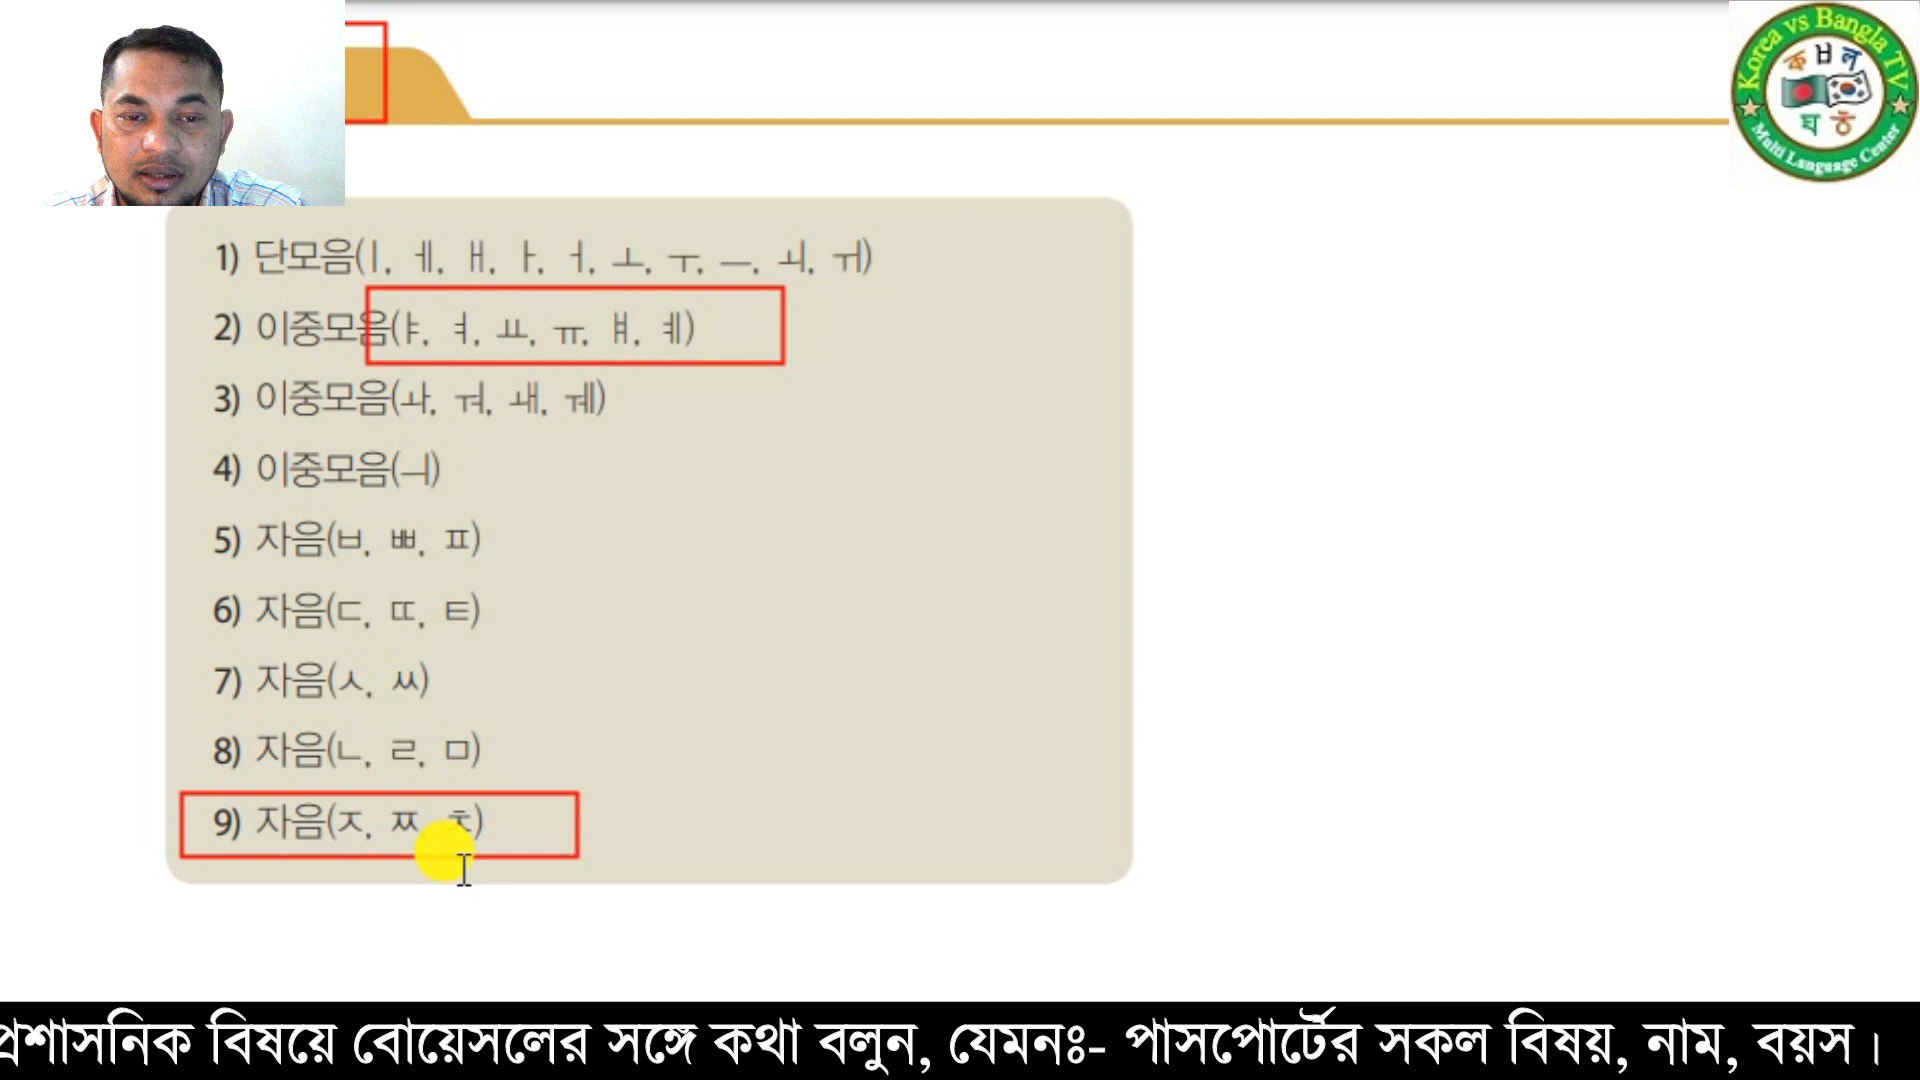 Korea vs Bangla TV
ক ㅂ ল
ㅂ ㅎ
Multi Language Center
1) 단모음(ㅣ, ㅔ, ㅐ, ㅏ, ㅓ, ㅗ, ㅜ, ㅡ, ㅚ, ㅟ)
2) 이중모음(ㅑ, ㅕ, ㅛ, ㅠ, ㅒ, ㅖ)
3) 이중모음(ㅘ, ㅝ, ㅙ, ㅞ)
4) 이중모음(ㅢ)
5) 자음(ㅂ, ㅃ, ㅍ)
6) 자음(ㄷ, ㄸ, ㅌ)
7) 자음(ㅅ, ㅆ)
8) 자음(ㄴ, ㄹ, ㅁ)
9) 자음(ㅈ, ㅉ, ㅊ)
প্রশাসনিক বিষয়ে বোয়েসলের সঙ্গে কথা বলুন, যেমনঃ- পাসপোর্টের সকল বিষয়, নাম, বয়স।